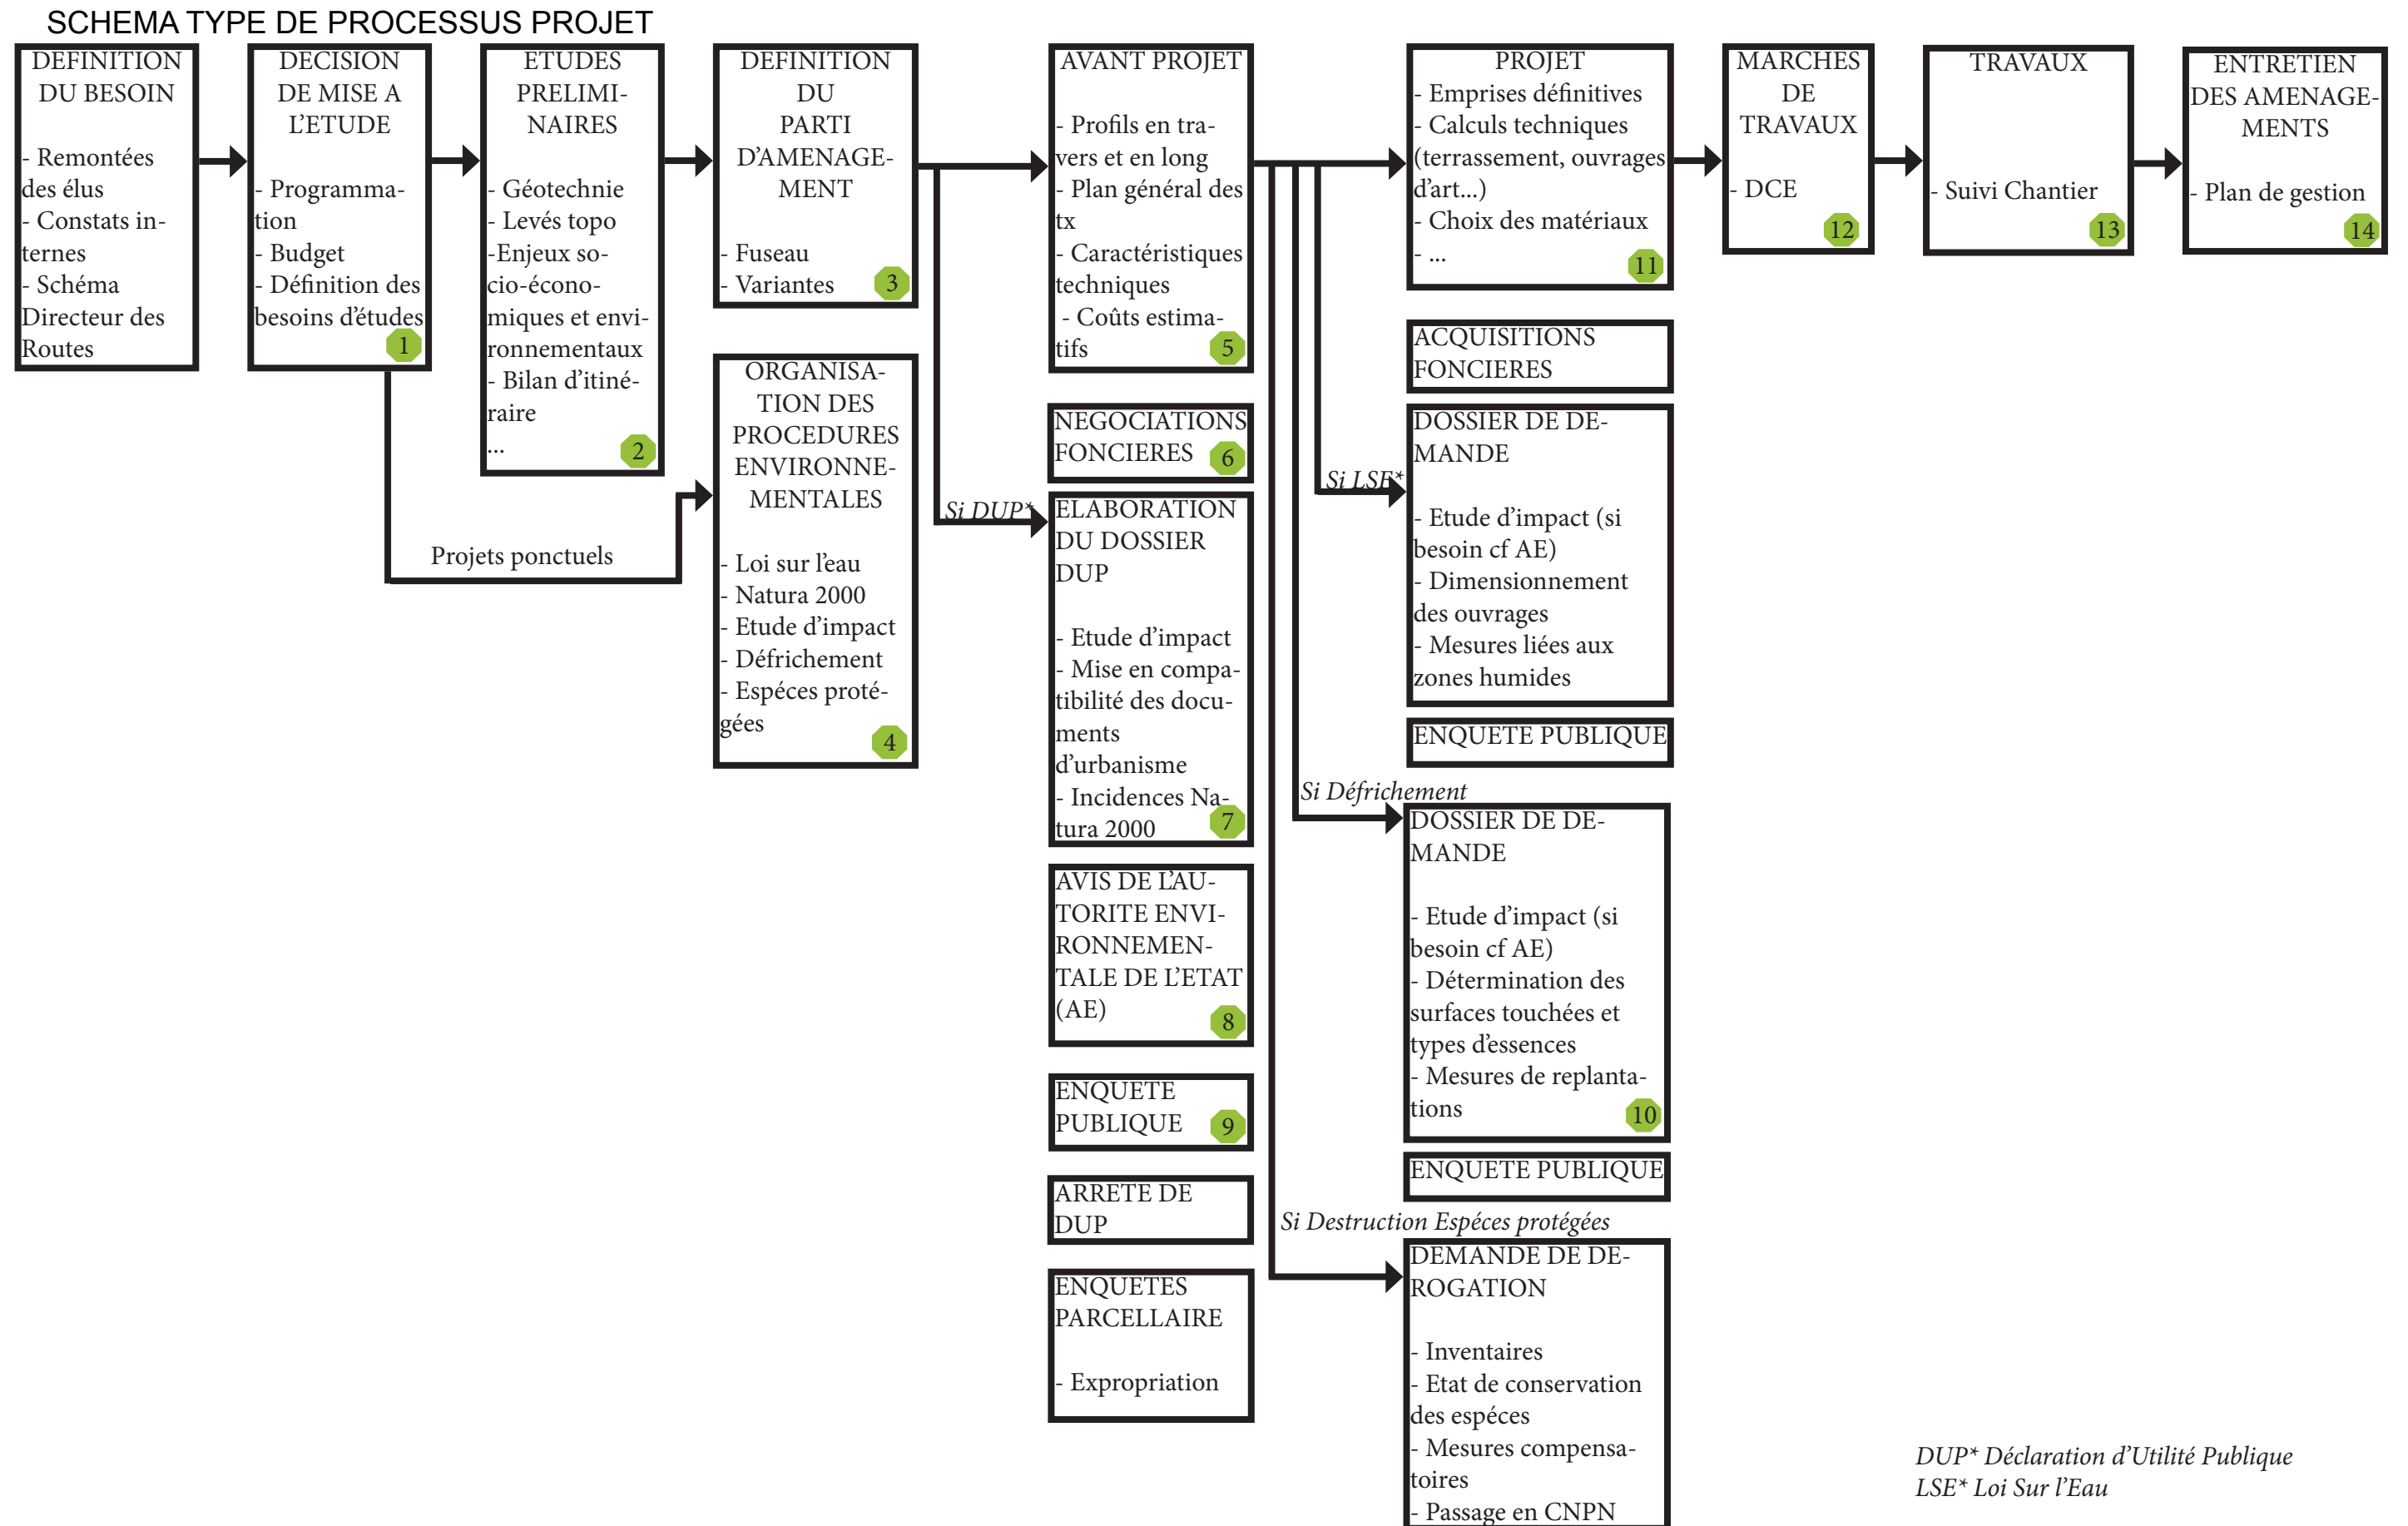 SCHEMA TYPE DE PROCESSUS PROJET
DEFINITION
DU BESOIN
- Remontées
des élus
- Constats in-
ternes
- Schéma
Directeur des
Routes
DECISION
DE MISE A
L'ETUDE
- Programma-
tion
- Budget
- Définition des
besoins d'études
1
ETUDES
PRELIMI-
NAIRES
- Géotechnie
- Levés topo
-Enjeux so-
cio-écono-
miques et envi-
ronnementaux
- Bilan d'itiné-
raire
...
2
Projets ponctuels
DEFINITION
DU
PARTI
D'AMENAGE-
MENT
- Fuseau
- Variantes
3
ORGANISA-
TION DES
PROCEDURES
ENVIRONNE-
MENTALES
- Loi sur l'eau
- Natura 2000
- Etude d'impact
- Défrichement
- Espéces proté-
gées
4
Si DUP*
AVANT PROJET
- Profils en tra-
vers et en long
- Plan général des
tx
- Caractéristiques
techniques
- Coûts estima-
tifs
5
NEGOCIATIONS
FONCIERES
6
ELABORATION
DU DOSSIER
DUP
- Etude d'impact
- Mise en compa-
tibilité des docu-
ments
d'urbanisme
- Incidences Na-
tura 2000
7
AVIS DE L'AU-
TORITE ENVI-
RONNEMEN-
TALE DE L'ETAT
(AE)
8
ENQUETE
PUBLIQUE
9
ARRETE DE
DUP
ENQUETES
PARCELLAIRE
- Expropriation
PROJET
- Emprises définitives
- Calculs techniques
(terrassement, ouvrages
d'art...)
- Choix des matériaux
- ...
11
ACQUISITIONS
FONCIERES
Si LSE*
DOSSIER DE DE-
MANDE
- Etude d'impact (si
besoin cf AE)
- Dimensionnement
des ouvrages
- Mesures liées aux
zones humides
ENQUETE PUBLIQUE
Si Défrichement
DOSSIER DE DE-
MANDE
- Etude d'impact (si
besoin cf AE)
- Détermination des
surfaces touchées et
types d'essences
- Mesures de replanta-
tions
10
ENQUETE PUBLIQUE
Si Destruction Espéces protégées
DEMANDE DE DE-
ROGATION
- Inventaires
- Etat de conservation
des espéces
- Mesures compensa-
toires
- Passage en CNPN
MARCHES
DE
TRAVAUX
- DCE
12
TRAVAUX
- Suivi Chantier
13
ENTRETIEN
DES AMENAGE-
MENTS
- Plan de gestion
14
DUP* Déclaration d'Utilité Publique
LSE* Loi Sur l'Eau